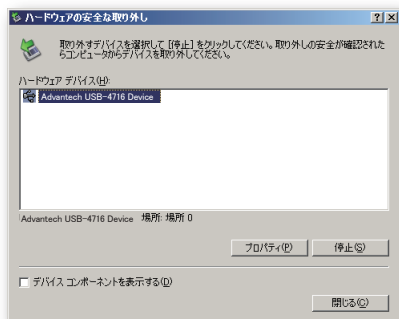 ハードウェアの安全な取り外し
取り外すデバイスを選択して [停止] をクリックしてください。取り外しの安全が確認された
らコンピュータからデバイスを取り外してください。
ハードウェア デバイス(H):
Advantech USB-4716 Device
Advantech USB-4716 Device 場所: 場所 0
プロパティ(P)
停止(S)
デバイス コンポーネントを表示する(D)
閉じる(C)